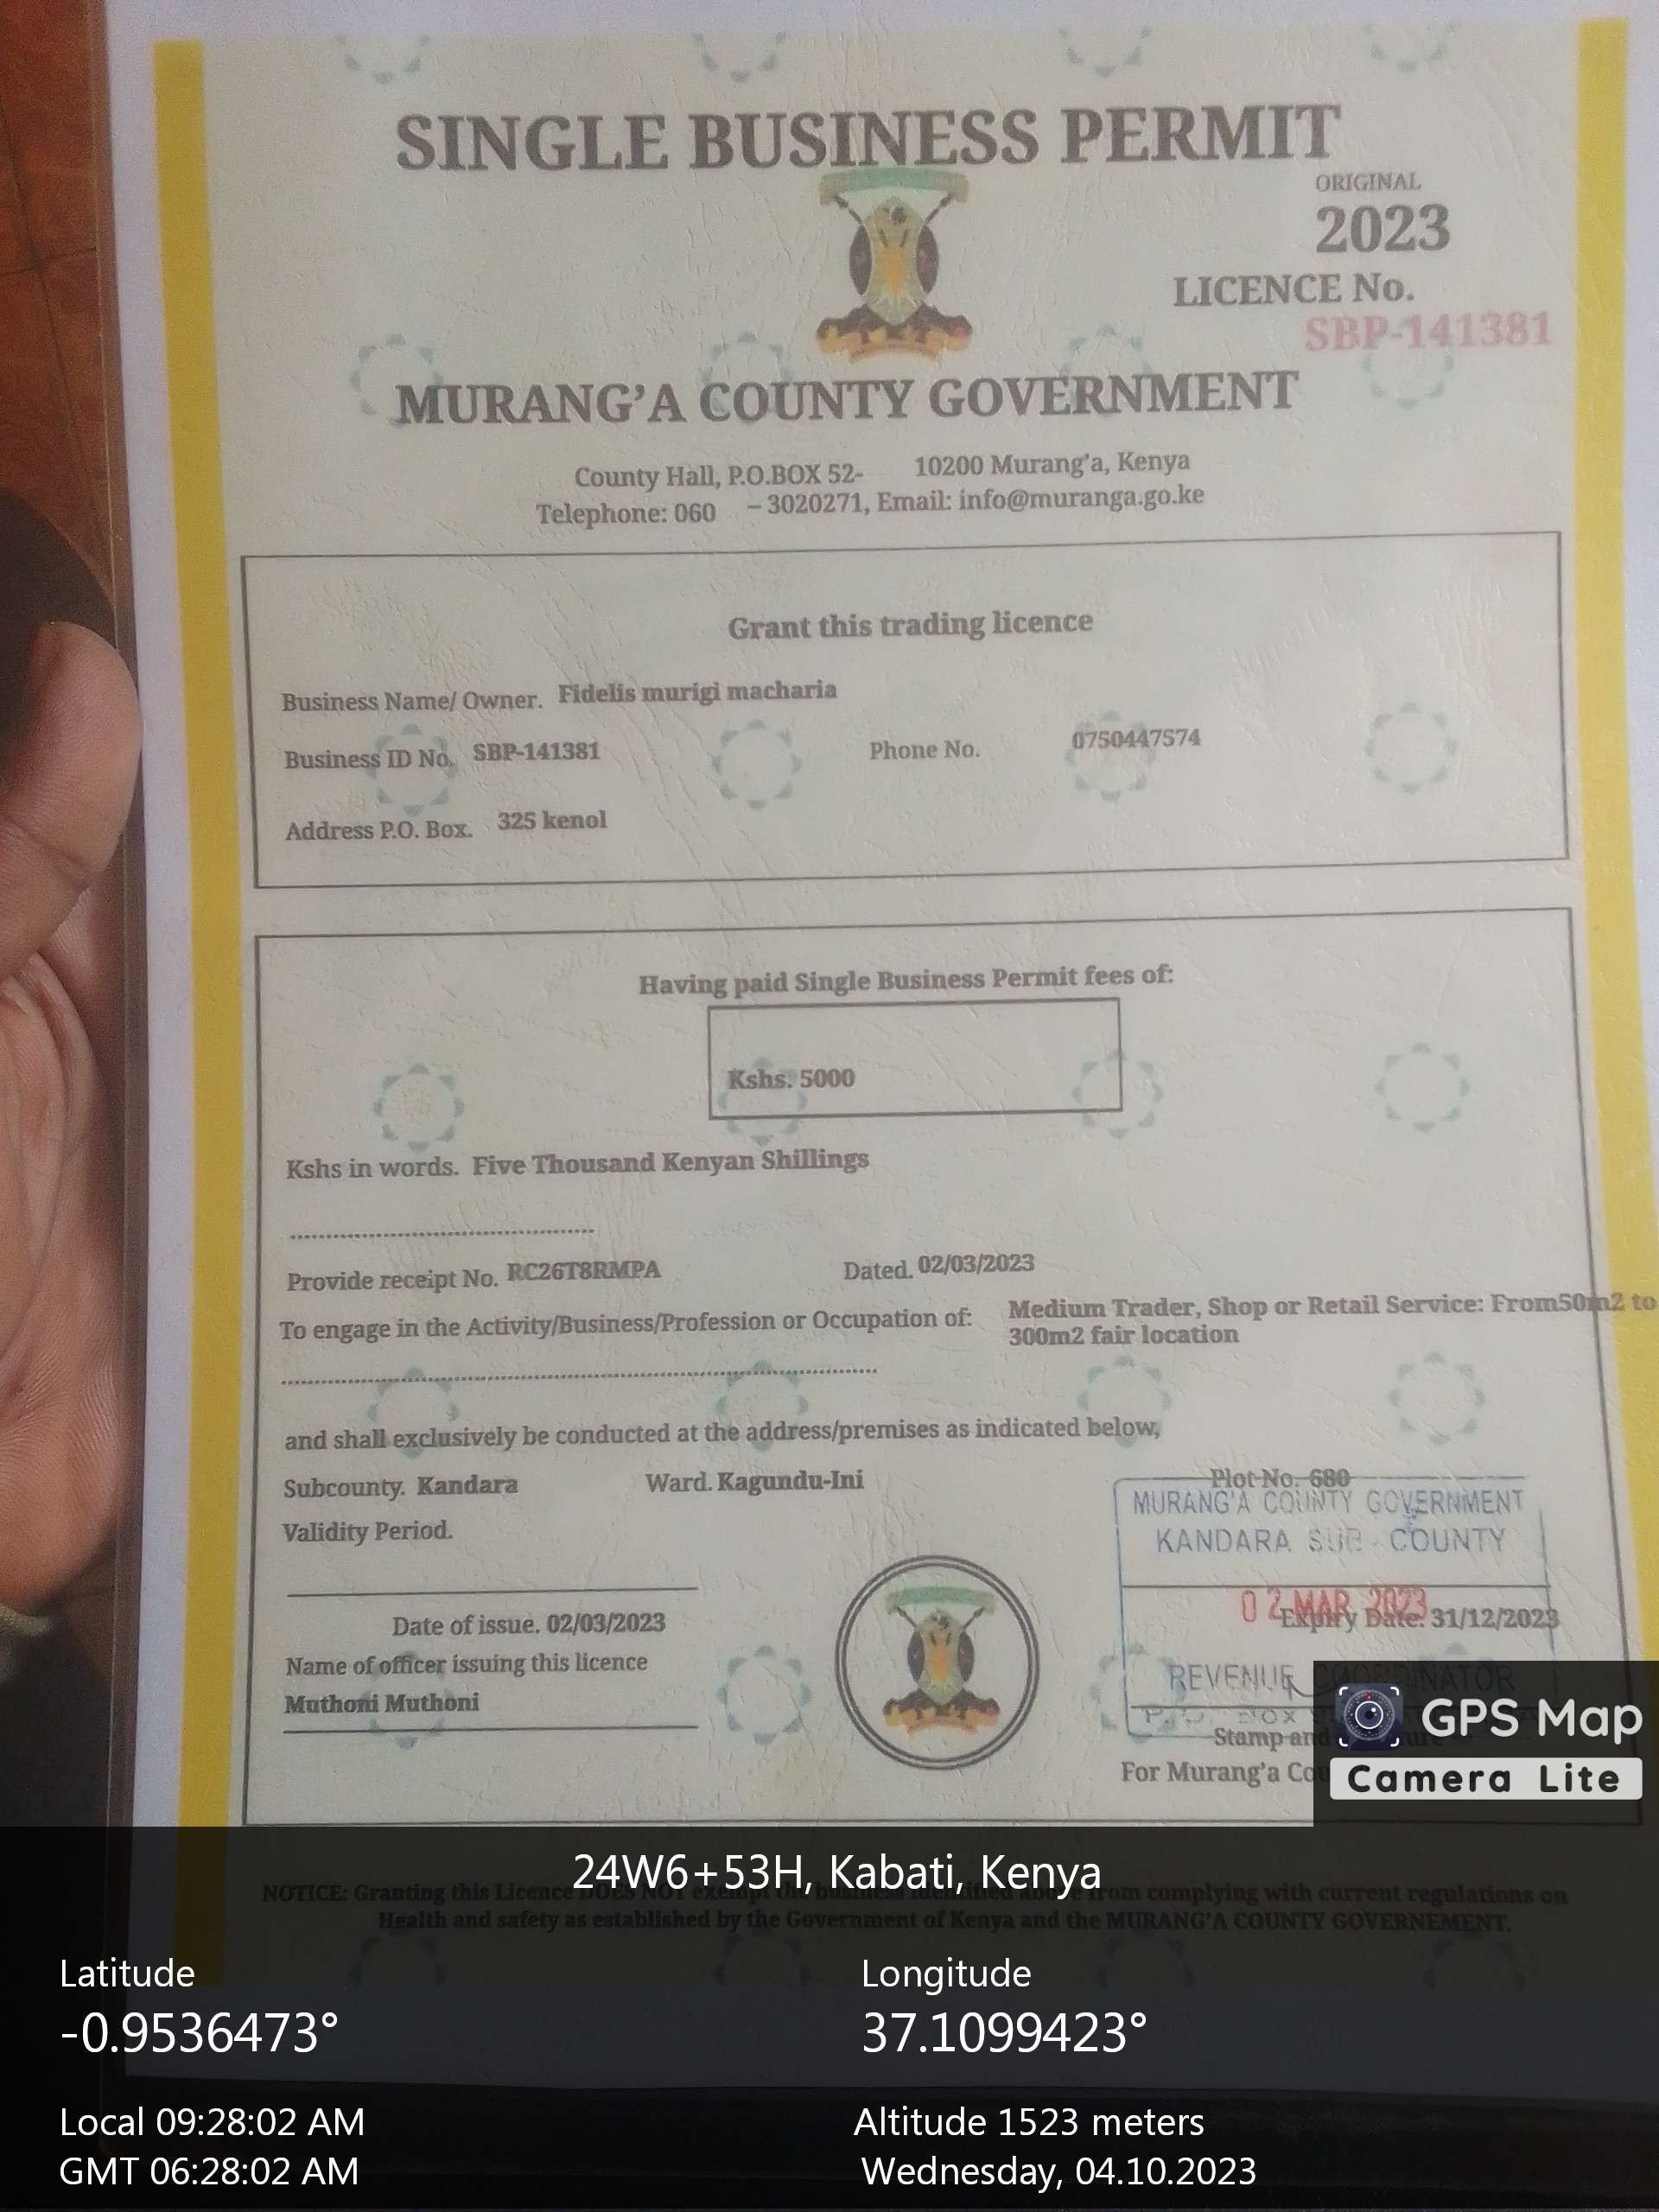 SINGLE BUSINESS PERMIT
ORIGINAL
2023
LICENCE No.
SBP-141381
MURANG'A COUNTY GOVERNMENT
County Hall, P.O.BOX 52- 10200 Murang'a, Kenya
Telephone: 060 – 3020271, Email: info@muranga.go.ke
Grant this trading licence
Business Name/ Owner. Fidelis murigi macharia
Business ID No. SBP-141381 Phone No. 0750447574
Address P.O. Box. 325 kenol
Having paid Single Business Permit fees of:
Kshs. 5000
Kshs in words. Five Thousand Kenyan Shillings
Provide receipt No. RC26T8RMPA Dated. 02/03/2023
To engage in the Activity/Business/Profession or Occupation of: Medium Trader, Shop or Retail Service: From50m2 to
300m2 fair location
and shall exclusively be conducted at the address/premises as indicated below,
Subcounty. Kandara Ward. Kagundu-Ini Plot No. 680
MURANG'A COUNTY GOVERNMENT
KANDARA SUB-COUNTY
Validity Period.
02 MAR 2023
Date of issue. 02/03/2023 Expiry Date. 31/12/2023
Name of officer issuing this licence
REVENUE COORDINATOR
Muthoni Muthoni
P.O. BOX
Stamp and
For Murang'a
GPS Map
Camera Lite
24W6+53H, Kabati, Kenya
NOTICE: Granting this Licence DOES NOT exempt the business identified above from complying with current regulations on
Health and safety as established by the Government of Kenya and the MURANG'A COUNTY GOVERNEMENT.
Latitude Longitude
-0.9536473° 37.1099423°
Local 09:28:02 AM Altitude 1523 meters
GMT 06:28:02 AM Wednesday, 04.10.2023